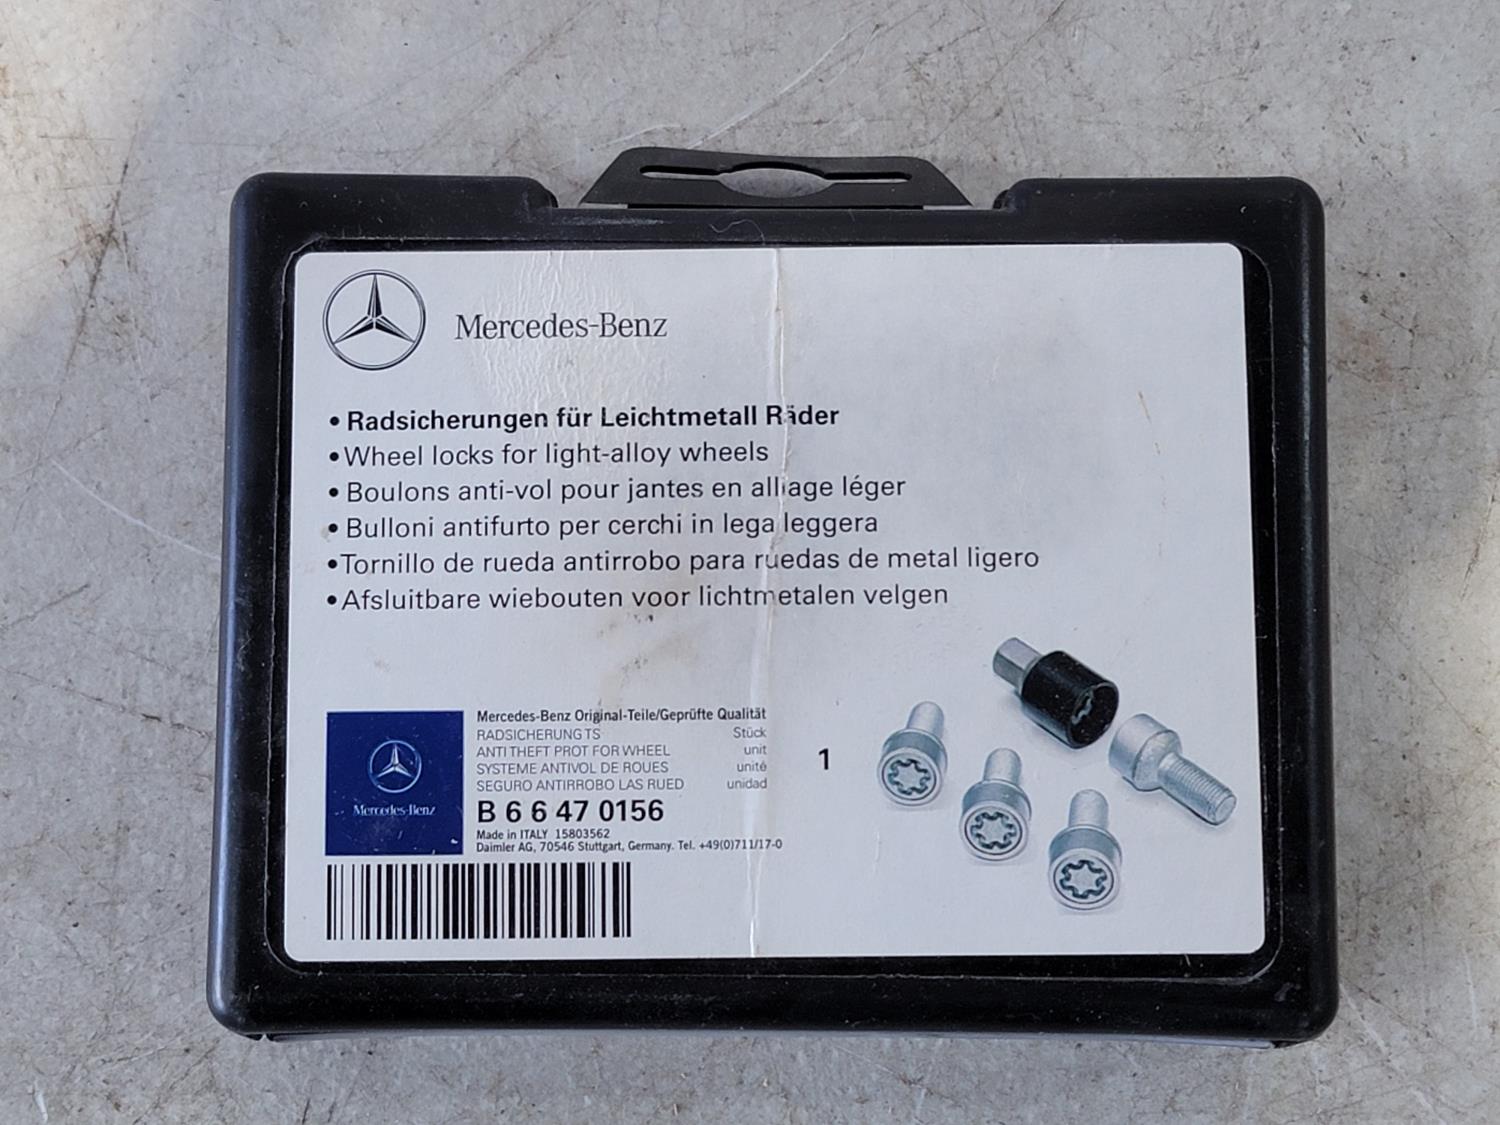 Mercedes-Benz
• Radsicherungen für Leichtmetall Räder
• Wheel locks for light-alloy wheels
• Boulons anti-vol pour jantes en alliage léger
• Bulloni antifurto per cerchi in lega leggera
• Tornillo de rueda antirrobo para ruedas de metal ligero
• Afsluitbare wiebouten voor lichtmetalen velgen
Mercedes-Benz Original-Teile/Geprüfte Qualität
RADSICHERUNG TS Stück
ANTI THEFT PROT FOR WHEEL unit
SYSTEME ANTIVOL DE ROUES unité
SEGURO ANTIRROBO LAS RUED unidad
1
B 6 6 47 0156
Made in ITALY 15803562
Daimler AG, 70546 Stuttgart, Germany. Tel. +49(0)711/17-0
Mercedes-Benz